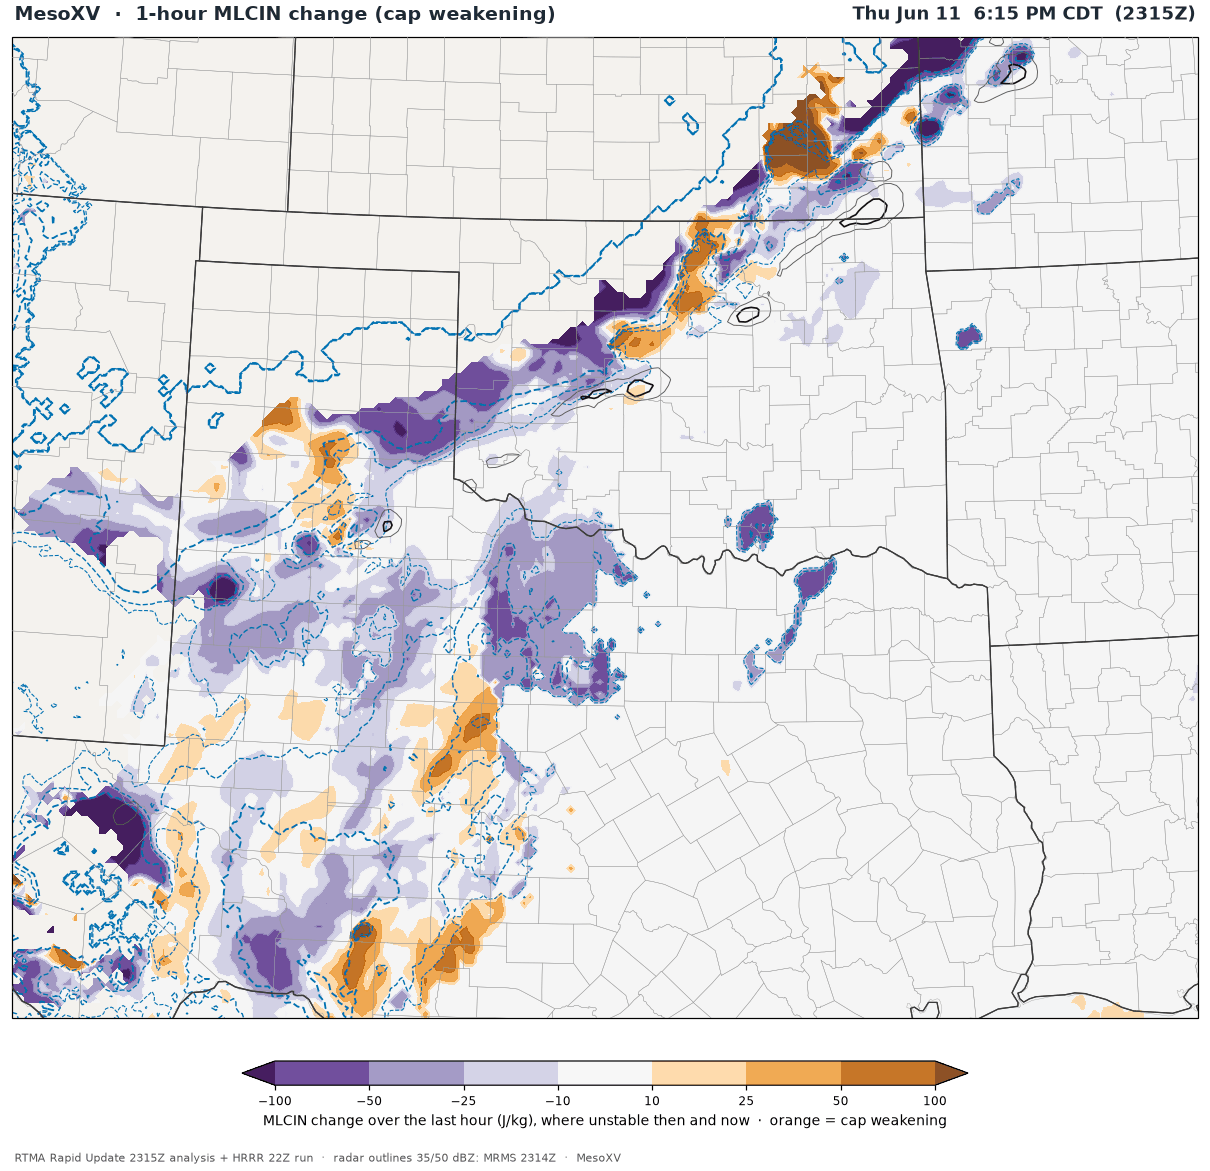 MesoXV · 1-hour MLCIN change (cap weakening)
Thu Jun 11 6:15 PM CDT (2315Z)
−100 −50 −25 −10 10 25 50 100
MLCIN change over the last hour (J/kg), where unstable then and now · orange = cap weakening
RTMA Rapid Update 2315Z analysis + HRRR 22Z run · radar outlines 35/50 dBZ: MRMS 2314Z · MesoXV